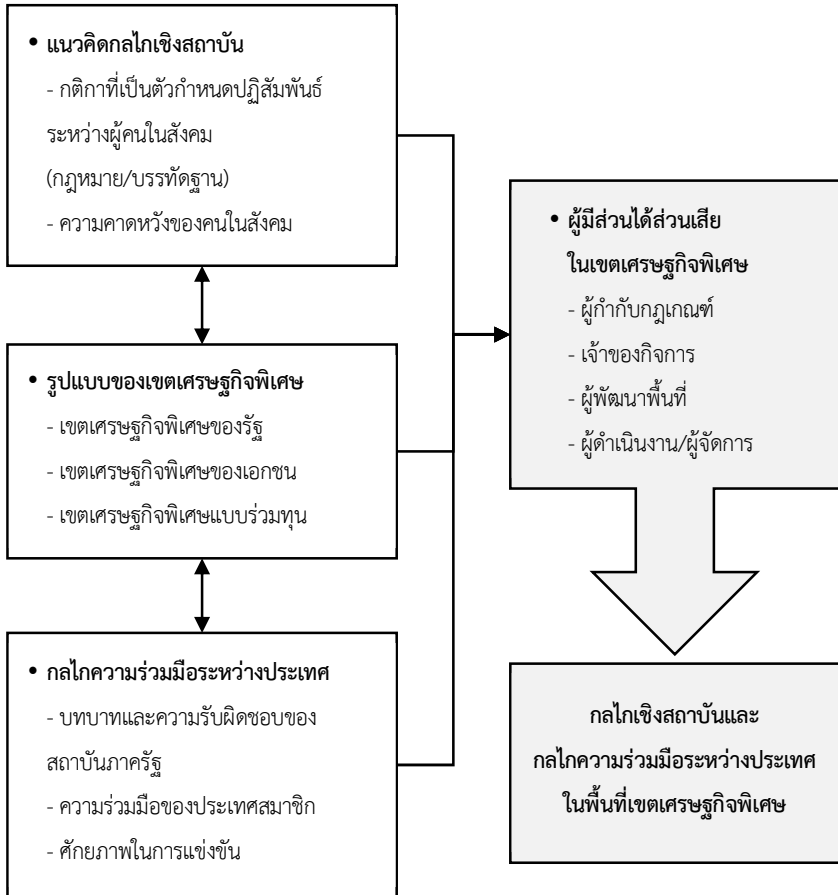 • แนวคิดกลไกเชิงสถาบัน
- กติกาที่เป็นตัวกำหนดปฏิสัมพันธ์
ระหว่างผู้คนในสังคม
(กฎหมาย/บรรทัดฐาน)
- ความคาดหวังของคนในสังคม
• รูปแบบของเขตเศรษฐกิจพิเศษ
- เขตเศรษฐกิจพิเศษของรัฐ
- เขตเศรษฐกิจพิเศษของเอกชน
- เขตเศรษฐกิจพิเศษแบบร่วมทุน
• กลไกความร่วมมือระหว่างประเทศ
- บทบาทและความรับผิดชอบของ
สถาบันภาครัฐ
- ความร่วมมือของประเทศสมาชิก
- ศักยภาพในการแข่งขัน
• ผู้มีส่วนได้ส่วนเสีย
ในเขตเศรษฐกิจพิเศษ
- ผู้กำกับกฎเกณฑ์
- เจ้าของกิจการ
- ผู้พัฒนาพื้นที่
- ผู้ดำเนินงาน/ผู้จัดการ
กลไกเชิงสถาบันและ
กลไกความร่วมมือระหว่างประเทศ
ในพื้นที่เขตเศรษฐกิจพิเศษ